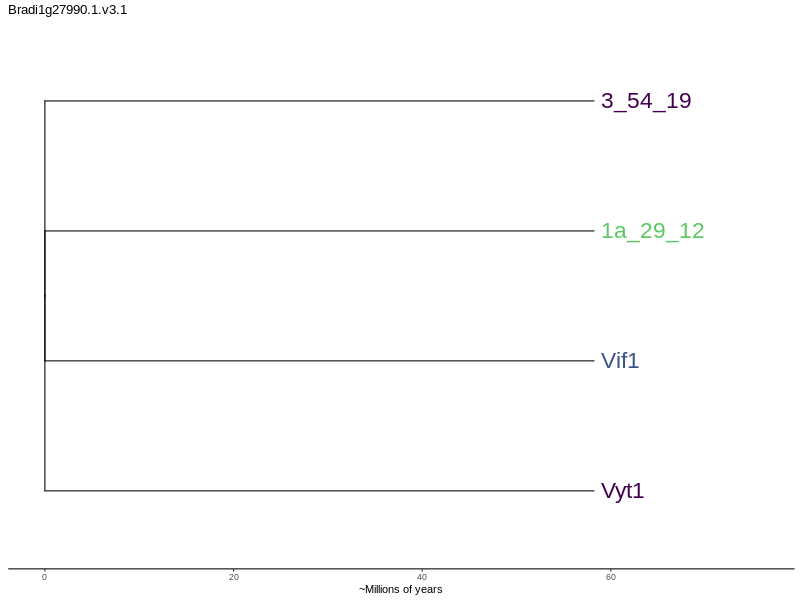 Bradi1g27990.1.v3.1
3_54_19
1a_29_12
Vif1
Vyt1
0 20 40 60
~Millions of years